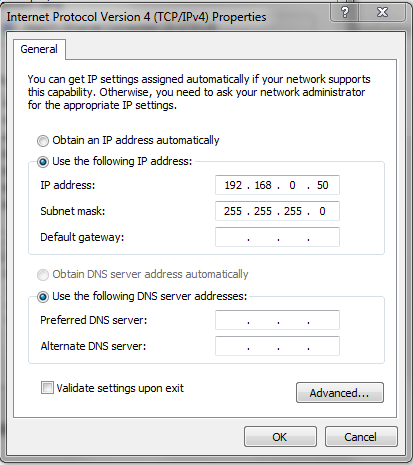 Internet Protocol Version 4 (TCP/IPv4) Properties
General
You can get IP settings assigned automatically if your network supports
this capability. Otherwise, you need to ask your network administrator
for the appropriate IP settings.
Obtain an IP address automatically
Use the following IP address:
IP address: 192 . 168 . 0 . 50
Subnet mask: 255 . 255 . 255 . 0
Default gateway: . . .
Obtain DNS server address automatically
Use the following DNS server addresses:
Preferred DNS server: . . .
Alternate DNS server: . . .
Validate settings upon exit
Advanced...
OK Cancel